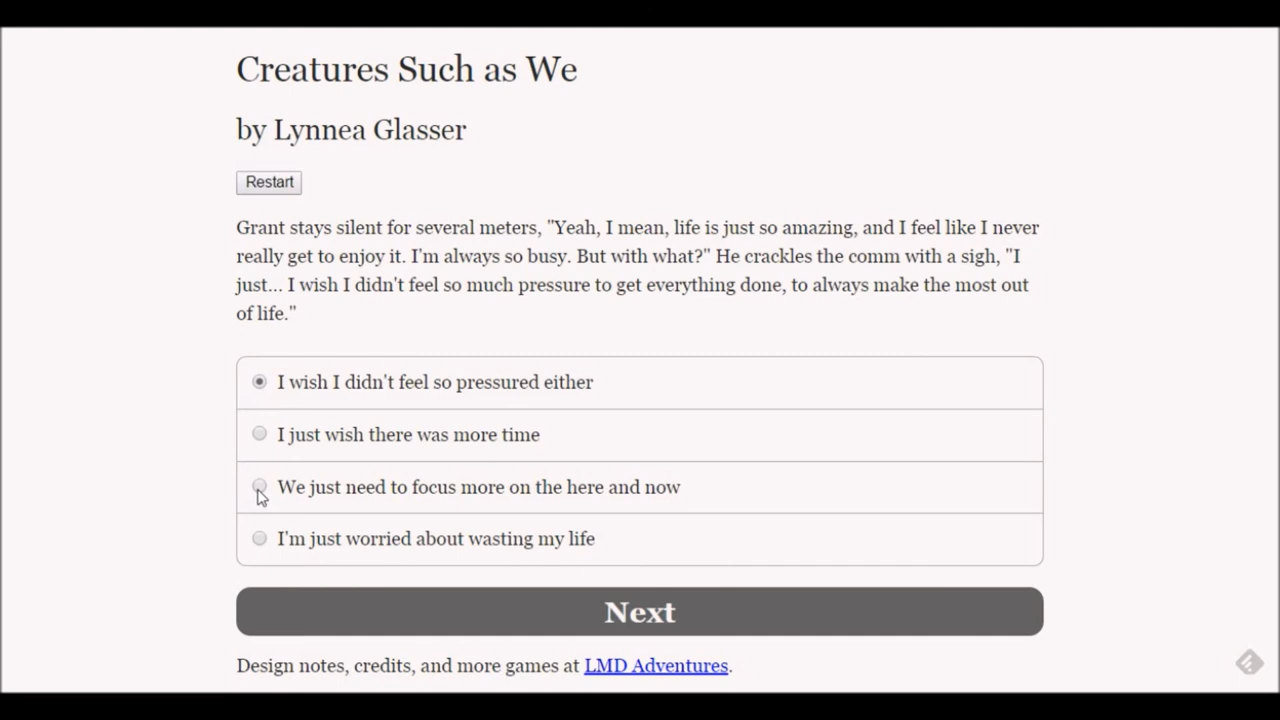 Creatures Such as We
by Lynnea Glasser
Restart
Grant stays silent for several meters, "Yeah, I mean, life is just so amazing, and I feel like I never
really get to enjoy it. I'm always so busy. But with what?" He crackles the comm with a sigh, "I
just... I wish I didn't feel so much pressure to get everything done, to always make the most out
of life."
I wish I didn't feel so pressured either
I just wish there was more time
We just need to focus more on the here and now
I'm just worried about wasting my life
Next
Design notes, credits, and more games at LMD Adventures.